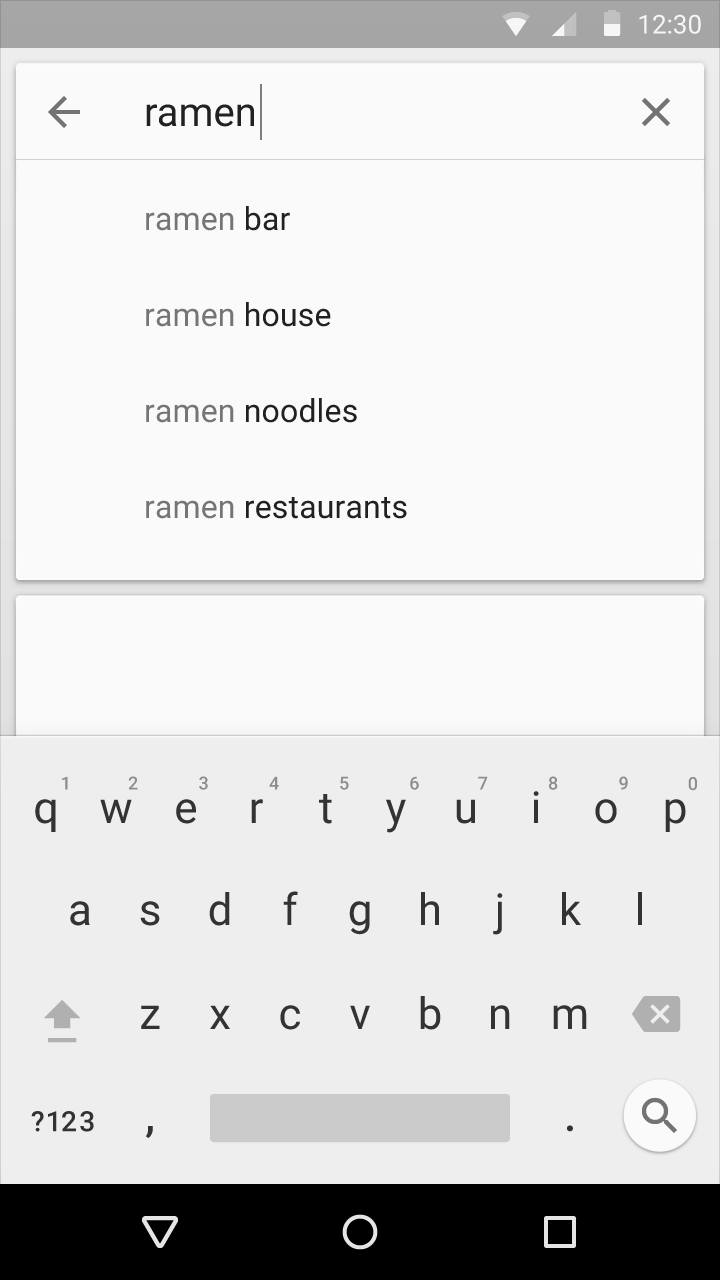 12:30
ramen
ramen bar
ramen house
ramen noodles
ramen restaurants
1 2 3 4 5 6 7 8 9 0
q w e r t y u i o p
a s d f g h j k l
z x c v b n m
?123 , .